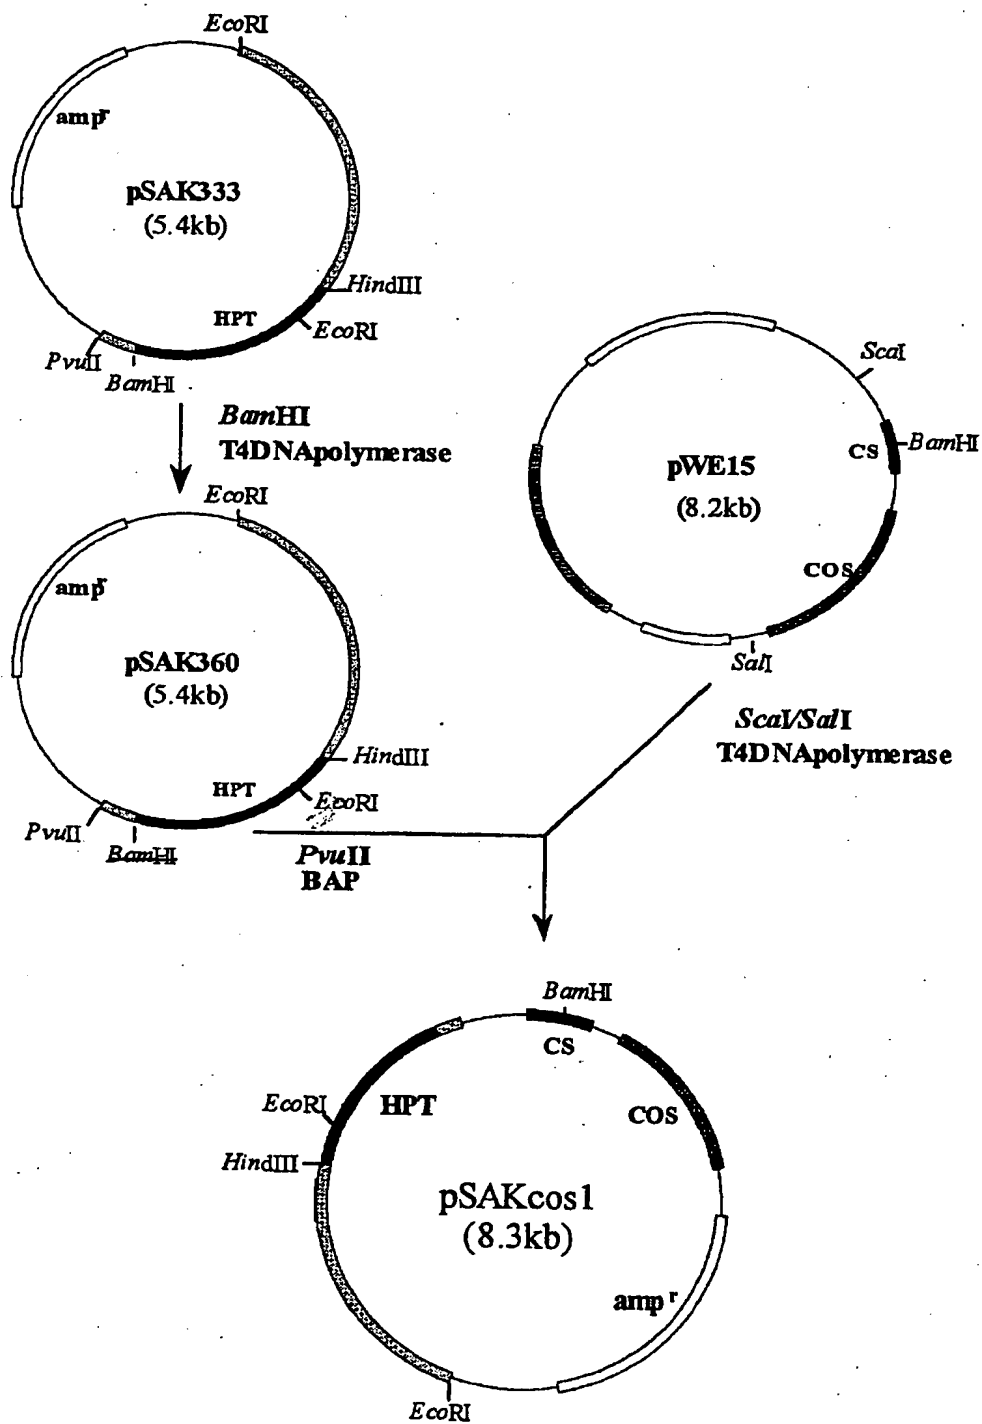 EcoRI
ampr
pSAK333
(5.4kb)
HindIII
HPT
EcoRI
PvuII
BamHI
BamHI
T4DNApolymerase
EcoRI
ampr
pSAK360
(5.4kb)
HindIII
HPT
EcoRI
PvuII
BamHI
PvuII
BAP
ScaI
BamHI
CS
pWE15
(8.2kb)
COS
SalI
ScaI/SalI
T4DNApolymerase
BamHI
CS
HPT
COS
EcoRI
HindIII
pSAKcos1
(8.3kb)
amp r
EcoRI